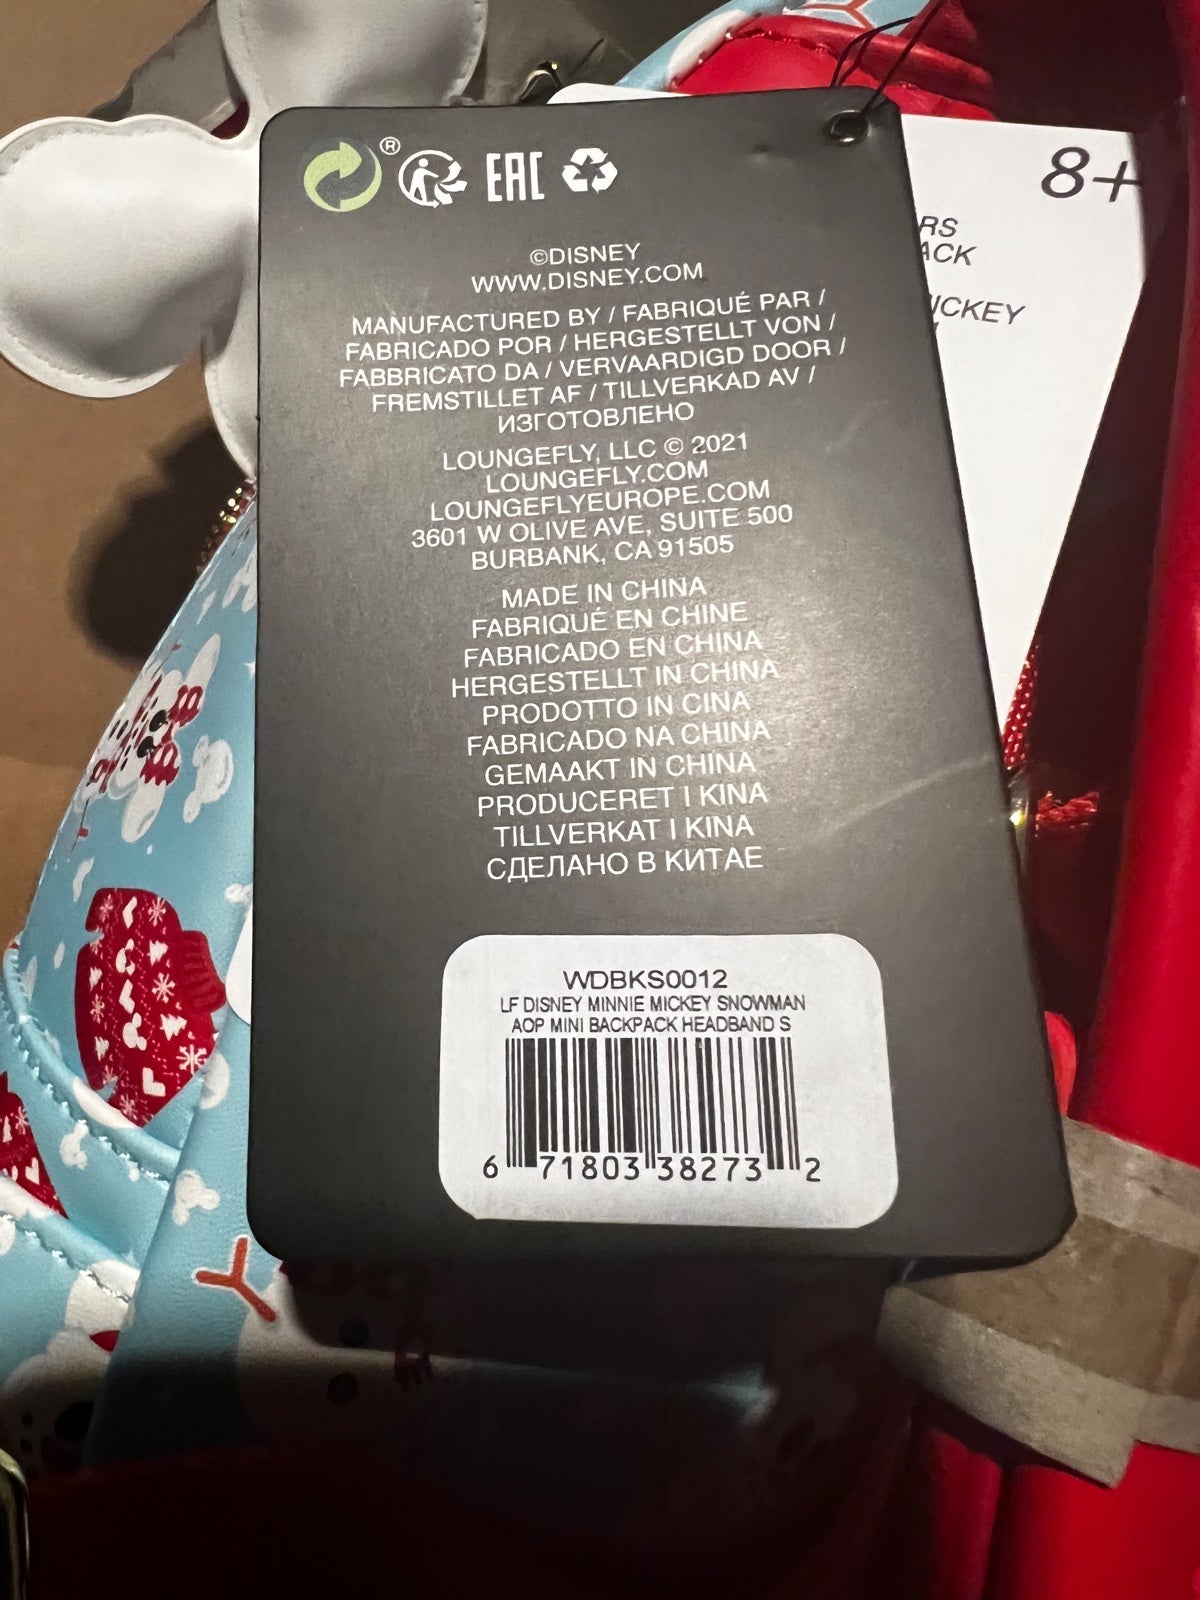 ®
EAC
©DISNEY
WWW.DISNEY.COM
MANUFACTURED BY / FABRIQUÉ PAR /
FABRICADO POR / HERGESTELLT VON /
FABBRICATO DA / VERVAARDIGD DOOR /
FREMSTILLET AF / TILLVERKAD AV /
ИЗГОТОВЛЕНО
LOUNGEFLY, LLC © 2021
LOUNGEFLY.COM
LOUNGEFLYEUROPE.COM
3601 W OLIVE AVE, SUITE 500
BURBANK, CA 91505
MADE IN CHINA
FABRIQUÉ EN CHINE
FABRICADO EN CHINA
HERGESTELLT IN CHINA
PRODOTTO IN CINA
FABRICADO NA CHINA
GEMAAKT IN CHINA
PRODUCERET I KINA
TILLVERKAT I KINA
СДЕЛАНО В КИТАЕ
WDBKS0012
LF DISNEY MINNIE MICKEY SNOWMAN
AOP MINI BACKPACK HEADBAND S
6 71803 38273 2
8+
RS
ACK
ICKEY